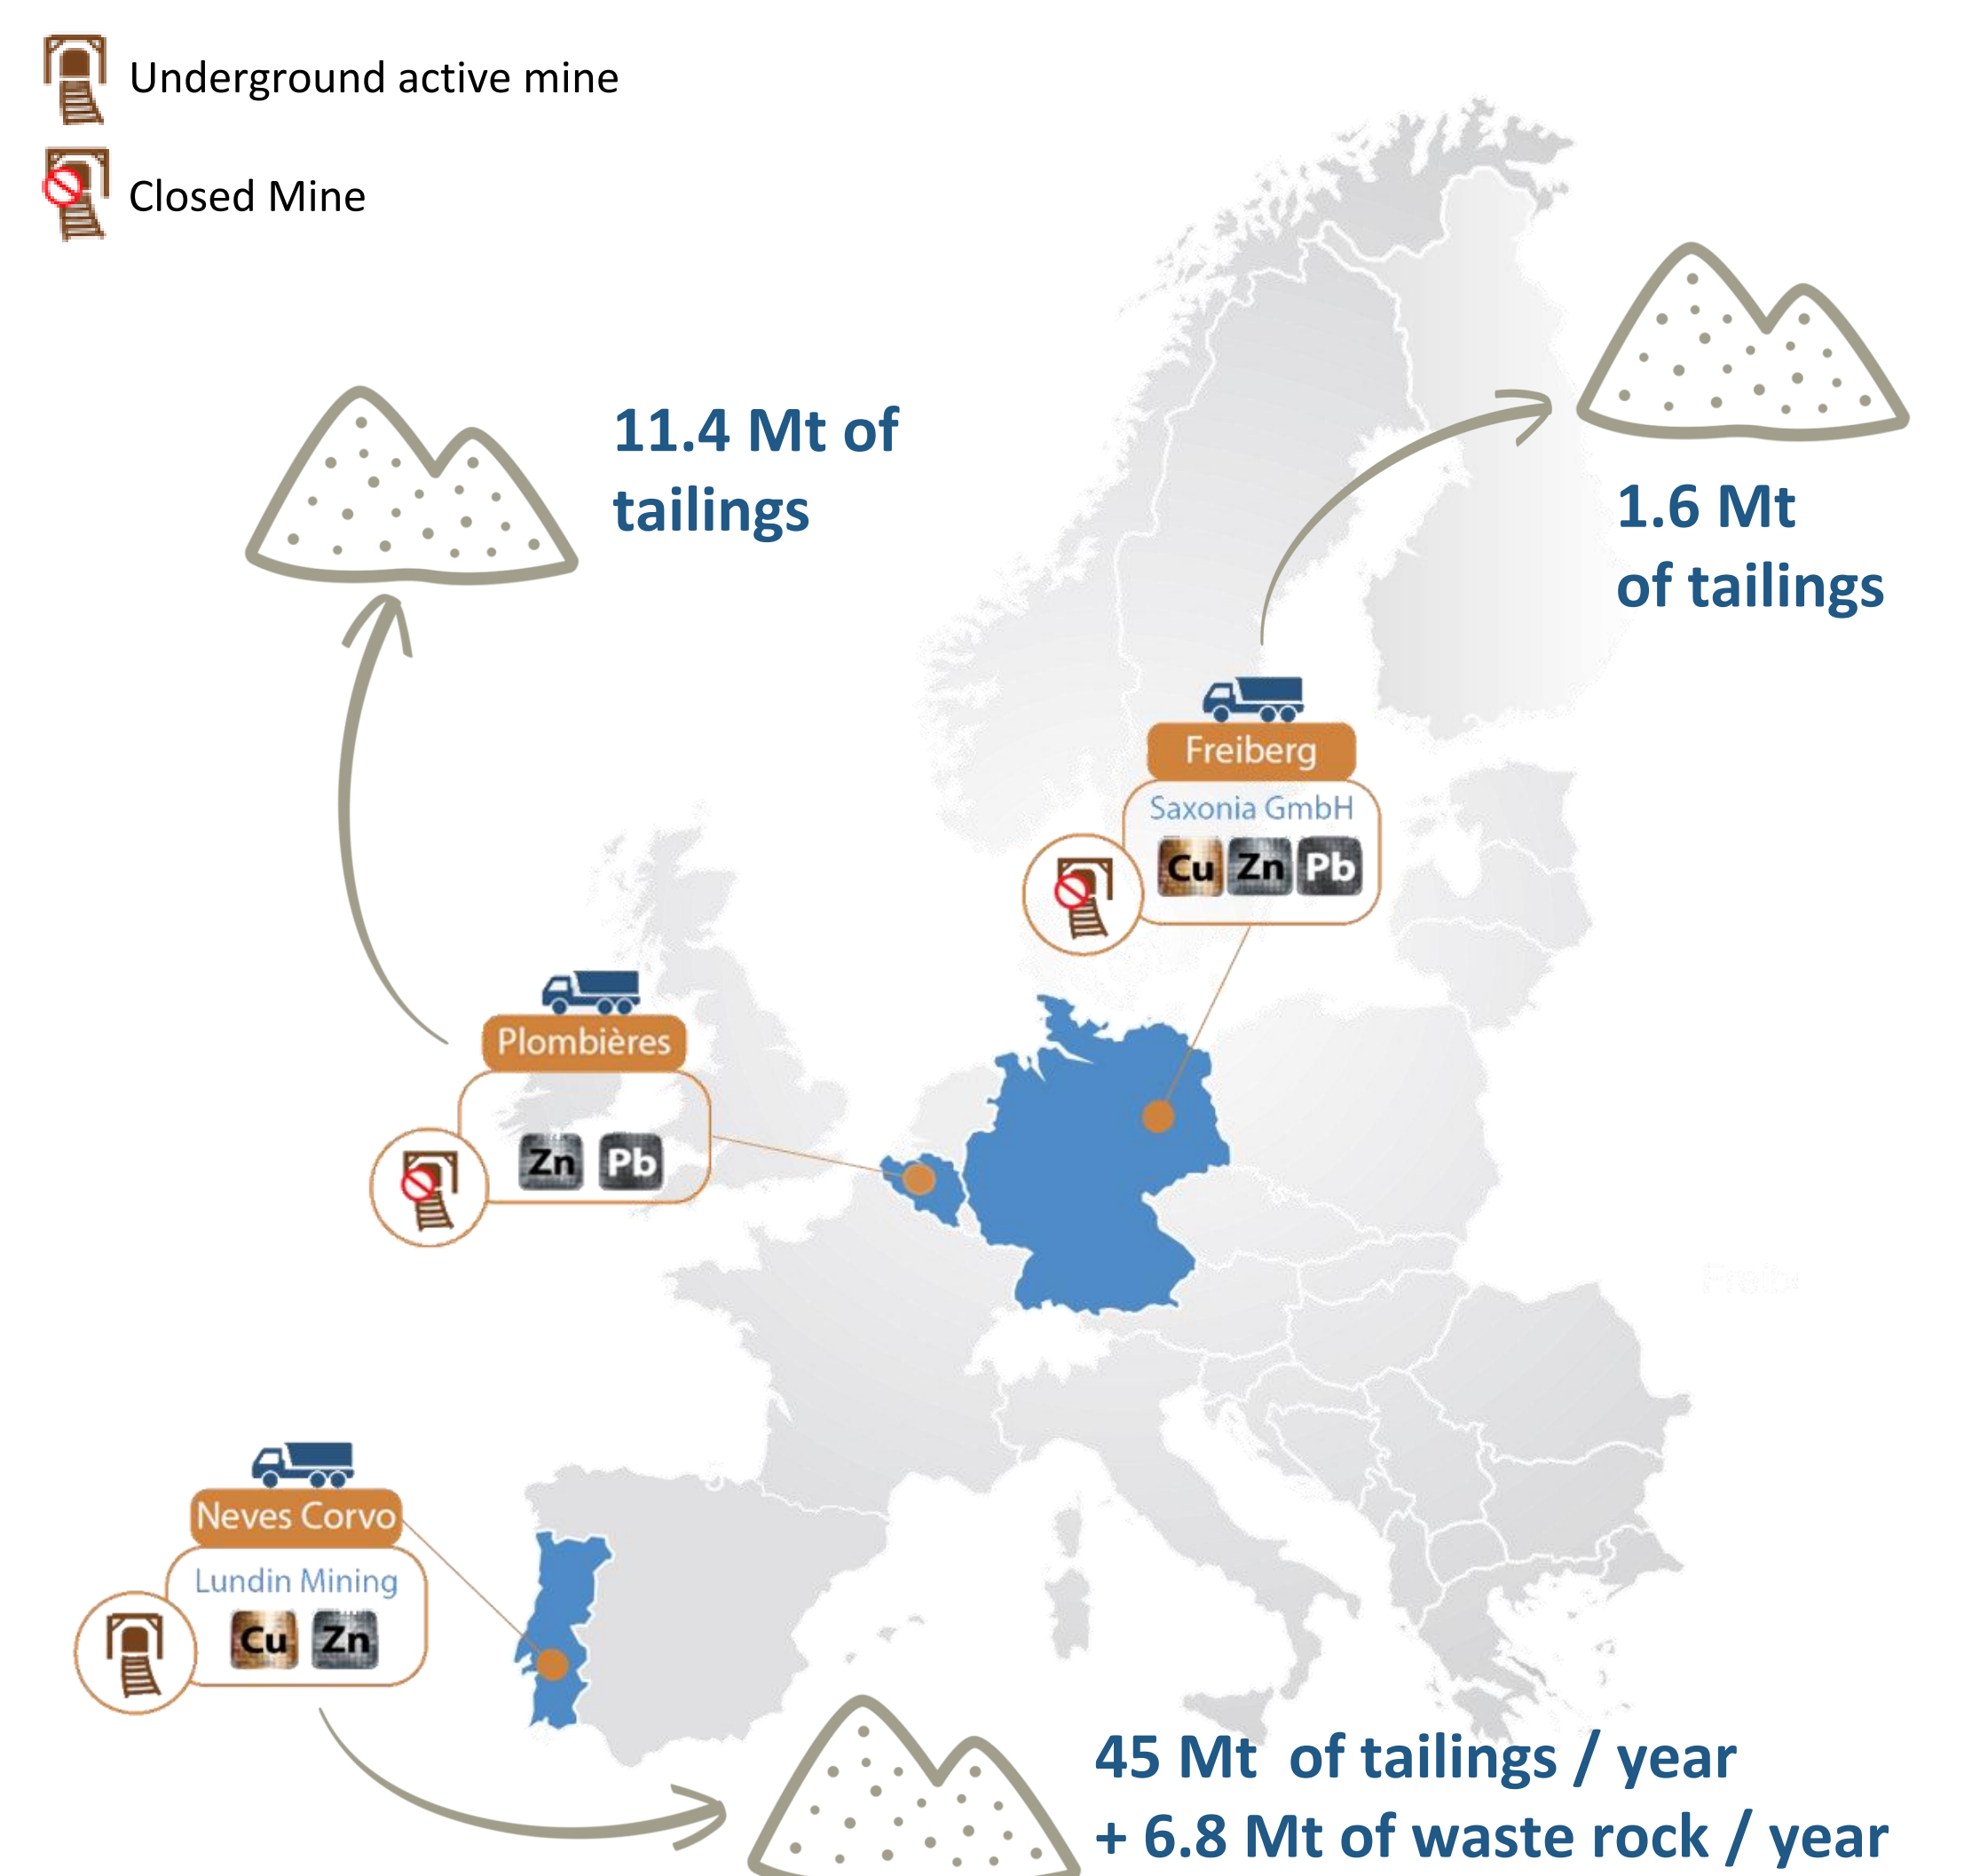 Underground active mine
Closed Mine
11.4 Mt of
tailings
1.6 Mt
of tailings
Freiberg
Saxonia GmbH
Cu Zn Pb
Plombières
Zn Pb
Neves Corvo
Lundin Mining
Cu Zn
45 Mt of tailings / year
+ 6.8 Mt of waste rock / year